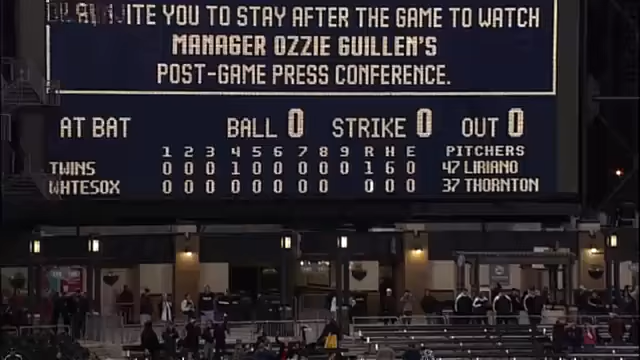 ITE YOU TO STAY AFTER THE GAME TO WATCH
MANAGER OZZIE GUILLEN'S
POST-GAME PRESS CONFERENCE.
AT BAT BALL 0 STRIKE 0 OUT 0
1 2 3 4 5 6 7 8 9 R H E PITCHERS
TWINS 0 0 0 1 0 0 0 0 0 1 6 0 47 LIRIANO
WHTESOX 0 0 0 0 0 0 0 0 0 0 0 37 THORNTON